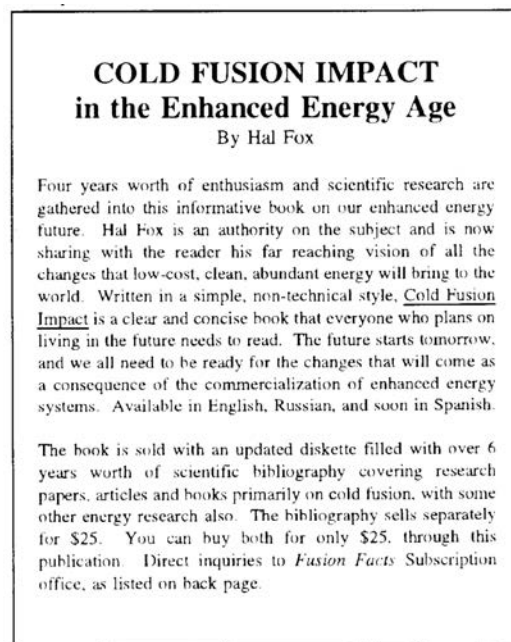 COLD FUSION IMPACT
in the Enhanced Energy Age
By Hal Fox
Four years worth of enthusiasm and scientific research are
gathered into this informative book on our enhanced energy
future. Hal Fox is an authority on the subject and is now
sharing with the reader his far reaching vision of all the
changes that low-cost, clean, abundant energy will bring to the
world. Written in a simple, non-technical style, Cold Fusion
Impact is a clear and concise book that everyone who plans on
living in the future needs to read. The future starts tomorrow,
and we all need to be ready for the changes that will come as
a consequence of the commercialization of enhanced energy
systems. Available in English, Russian, and soon in Spanish.
The book is sold with an updated diskette filled with over 6
years worth of scientific bibliography covering research
papers, articles and books primarily on cold fusion, with some
other energy research also. The bibliography sells separately
for $25. You can buy both for only $25, through this
publication. Direct inquiries to Fusion Facts Subscription
office, as listed on back page.